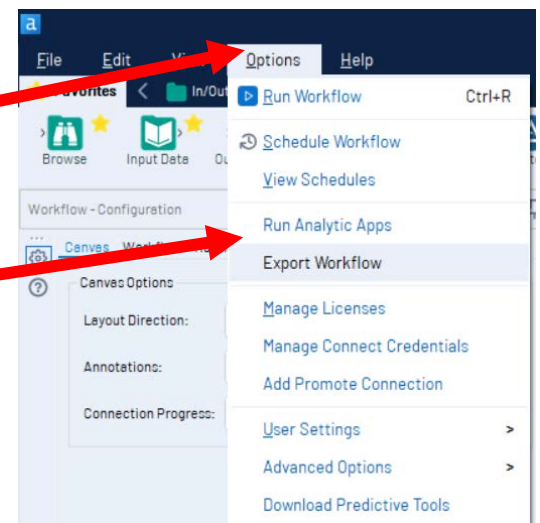 a
File Edit Options Help
In/Out
Run Workflow Ctrl+R
Browse Input Data
Schedule Workflow
View Schedules
Workflow - Configuration
Run Analytic Apps
Canvas
Export Workflow
Canvas Options
Layout Direction:
Manage Licenses
Manage Connect Credentials
Annotations:
Add Promote Connection
Connection Progress:
User Settings >
Advanced Options >
Download Predictive Tools